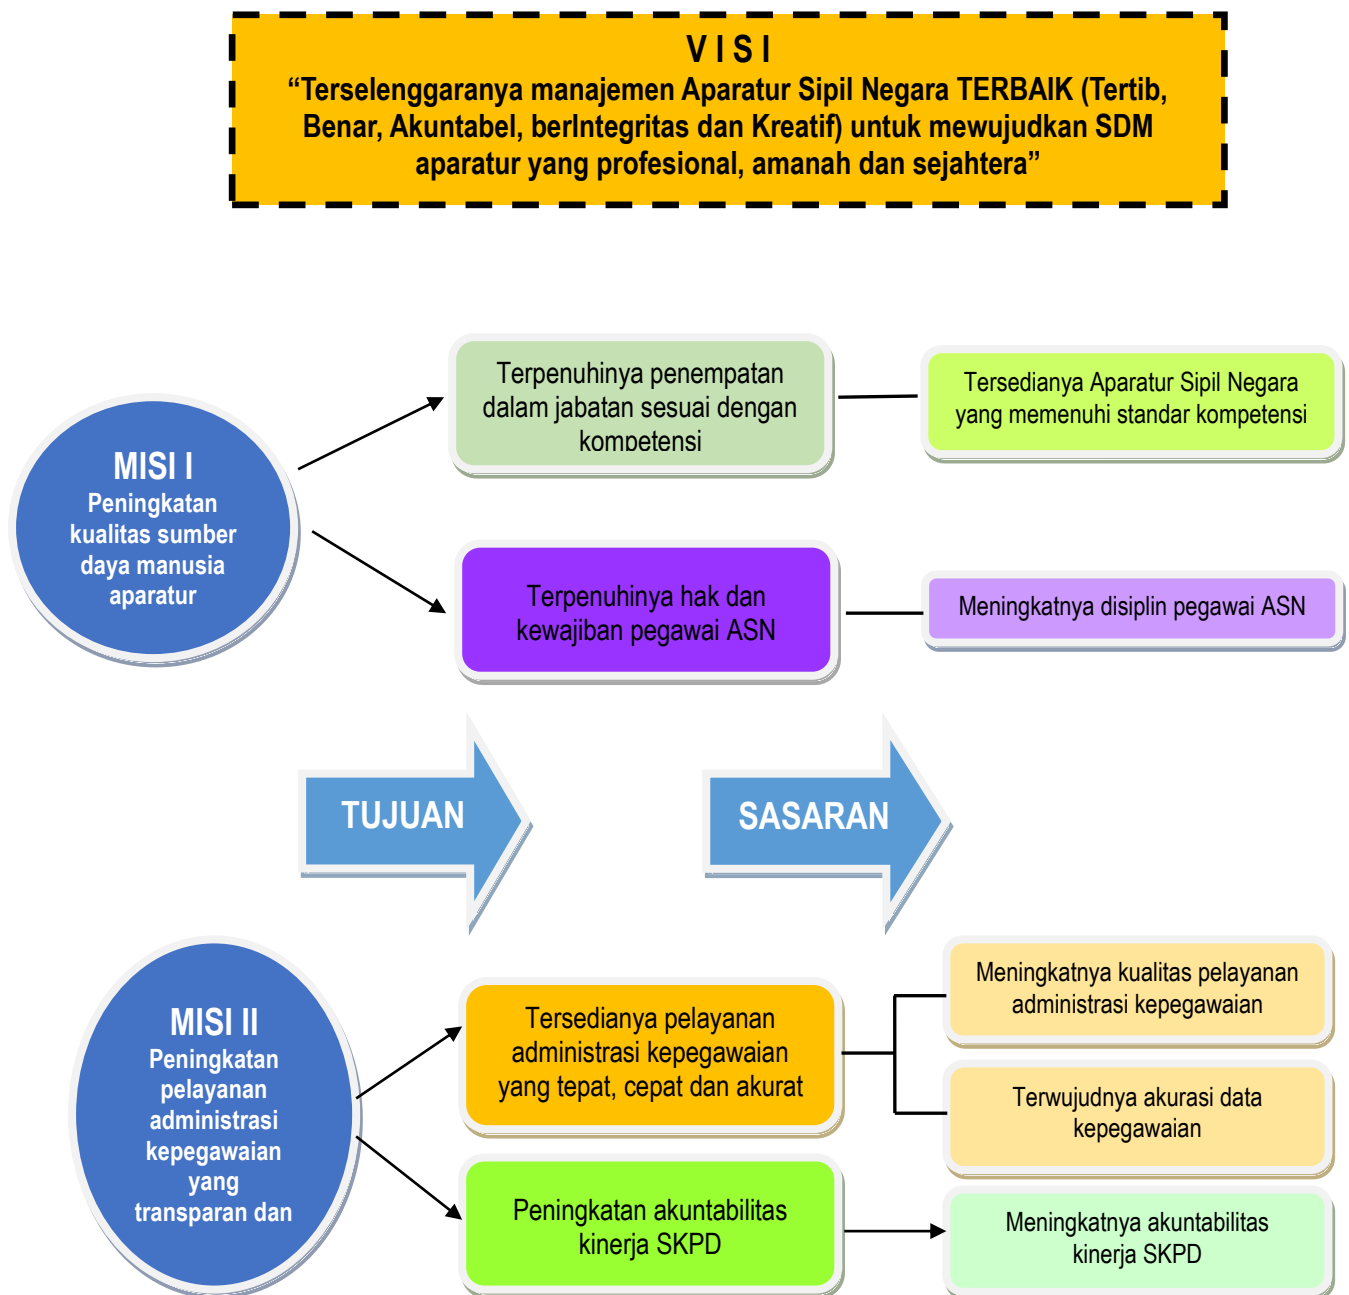 V I S I
“Terselenggaranya manajemen Aparatur Sipil Negara TERBAIK (Tertib,
Benar, Akuntabel, berIntegritas dan Kreatif) untuk mewujudkan SDM
aparatur yang profesional, amanah dan sejahtera”
MISI I
Peningkatan
kualitas sumber
daya manusia
aparatur
Terpenuhinya penempatan
dalam jabatan sesuai dengan
kompetensi
Tersedianya Aparatur Sipil Negara
yang memenuhi standar kompetensi
Terpenuhinya hak dan
kewajiban pegawai ASN
Meningkatnya disiplin pegawai ASN
TUJUAN
SASARAN
MISI II
Peningkatan
pelayanan
administrasi
kepegawaian
yang
transparan dan
Tersedianya pelayanan
administrasi kepegawaian
yang tepat, cepat dan akurat
Meningkatnya kualitas pelayanan
administrasi kepegawaian
Terwujudnya akurasi data
kepegawaian
Peningkatan akuntabilitas
kinerja SKPD
Meningkatnya akuntabilitas
kinerja SKPD